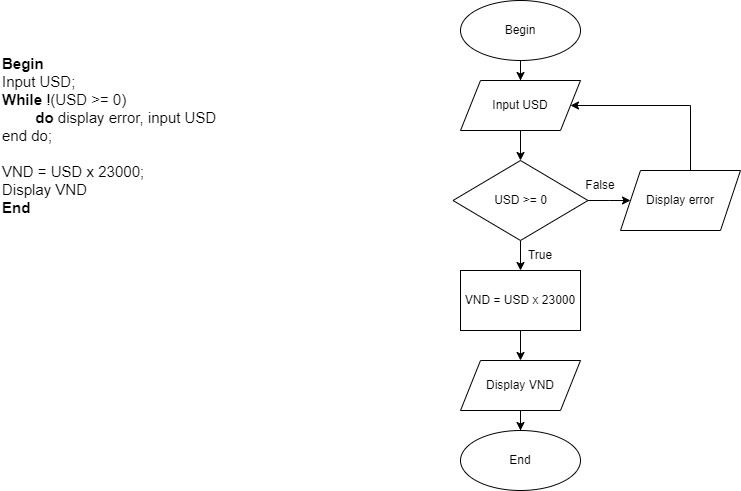 Begin
Input USD;
While !(USD >= 0)
do display error, input USD
end do;
VND = USD x 23000;
Display VND
End
Begin
Input USD
USD >= 0
False
Display error
True
VND = USD x 23000
Display VND
End